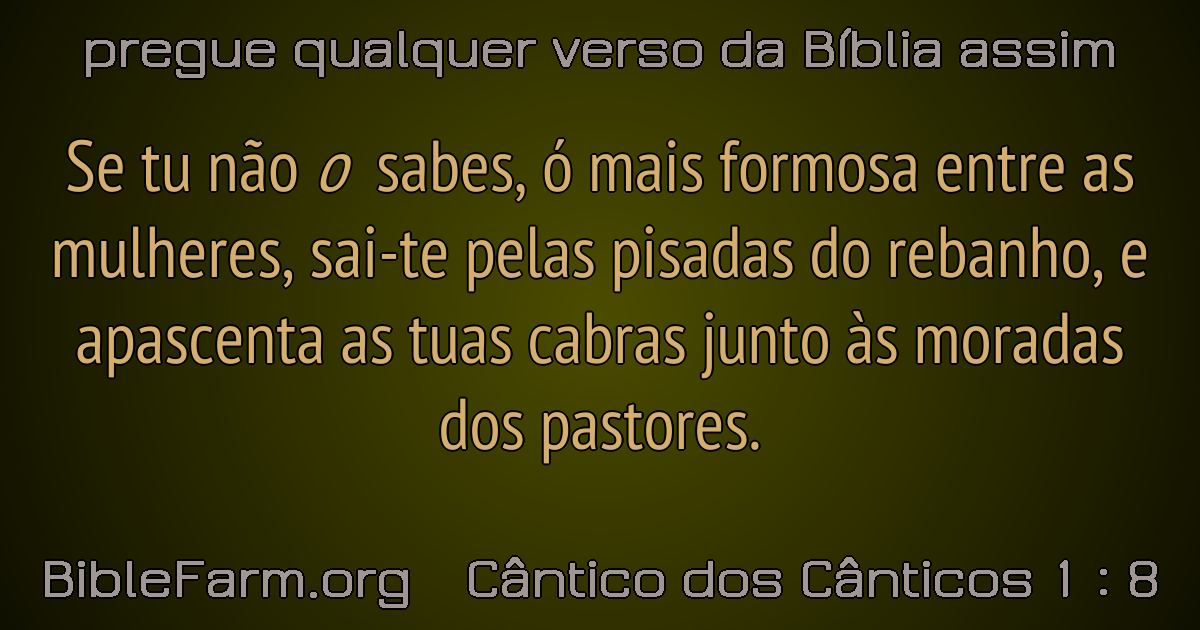 pregue qualquer verso da Bíblia assim
Se tu não o sabes, ó mais formosa entre as
mulheres, sai-te pelas pisadas do rebanho, e
apascenta as tuas cabras junto às moradas
dos pastores.
BibleFarm.org Cântico dos Cânticos 1 : 8